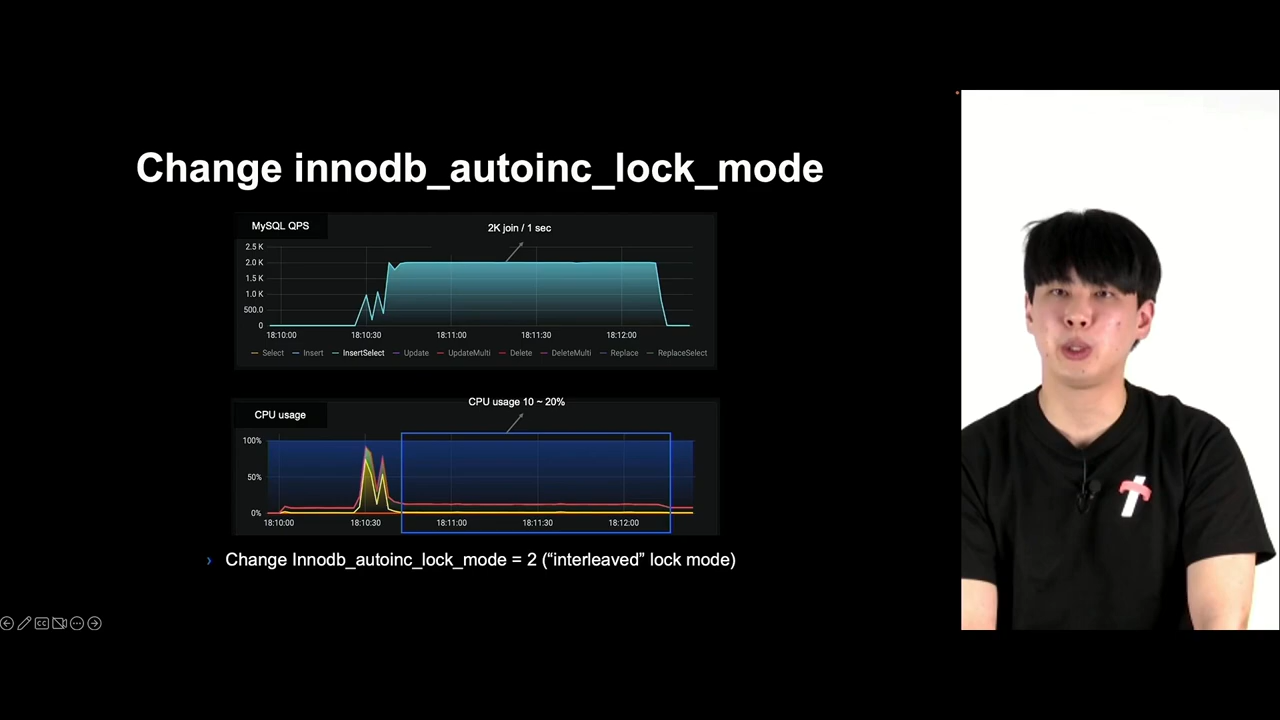 Change innodb_autoinc_lock_mode
MySQL QPS
2K join / 1 sec
2.5 K
2.0 K
1.5 K
1.0 K
500.0
0
18:10:00 18:10:30 18:11:00 18:11:30 18:12:00
Select Insert InsertSelect Update UpdateMulti Delete DeleteMulti Replace ReplaceSelect
CPU usage
CPU usage 10 ~ 20%
100%
50%
0%
18:10:00 18:10:30 18:11:00 18:11:30 18:12:00
› Change Innodb_autoinc_lock_mode = 2 (“interleaved” lock mode)
CC